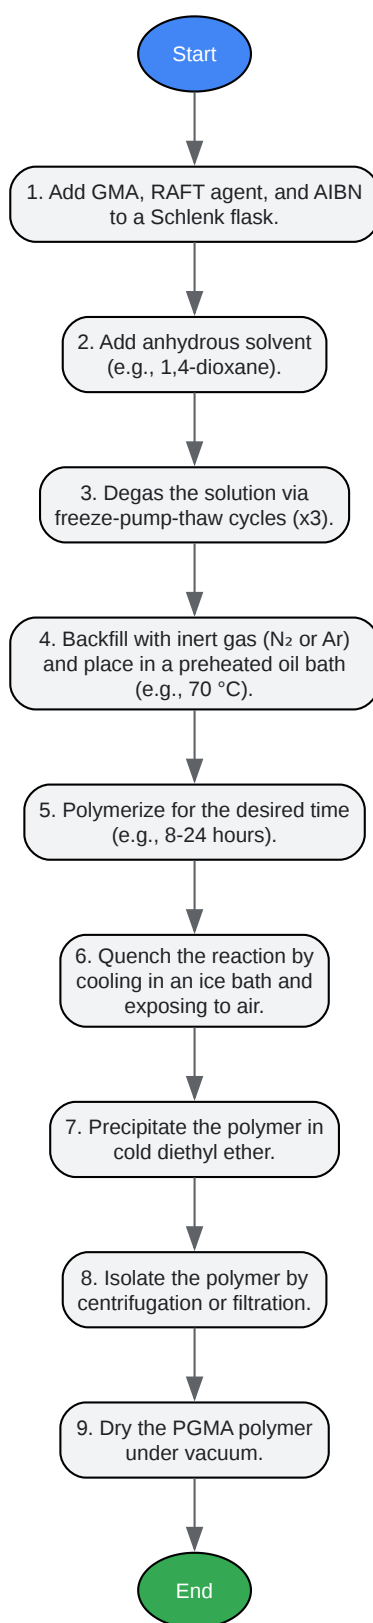 Start
1. Add GMA, RAFT agent, and AIBN
to a Schlenk flask.
2. Add anhydrous solvent
(e.g., 1,4-dioxane).
3. Degas the solution via
freeze-pump-thaw cycles (x3).
4. Backfill with inert gas (N₂ or Ar)
and place in a preheated oil bath
(e.g., 70 °C).
5. Polymerize for the desired time
(e.g., 8-24 hours).
6. Quench the reaction by
cooling in an ice bath and
exposing to air.
7. Precipitate the polymer in
cold diethyl ether.
8. Isolate the polymer by
centrifugation or filtration.
9. Dry the PGMA polymer
under vacuum.
End